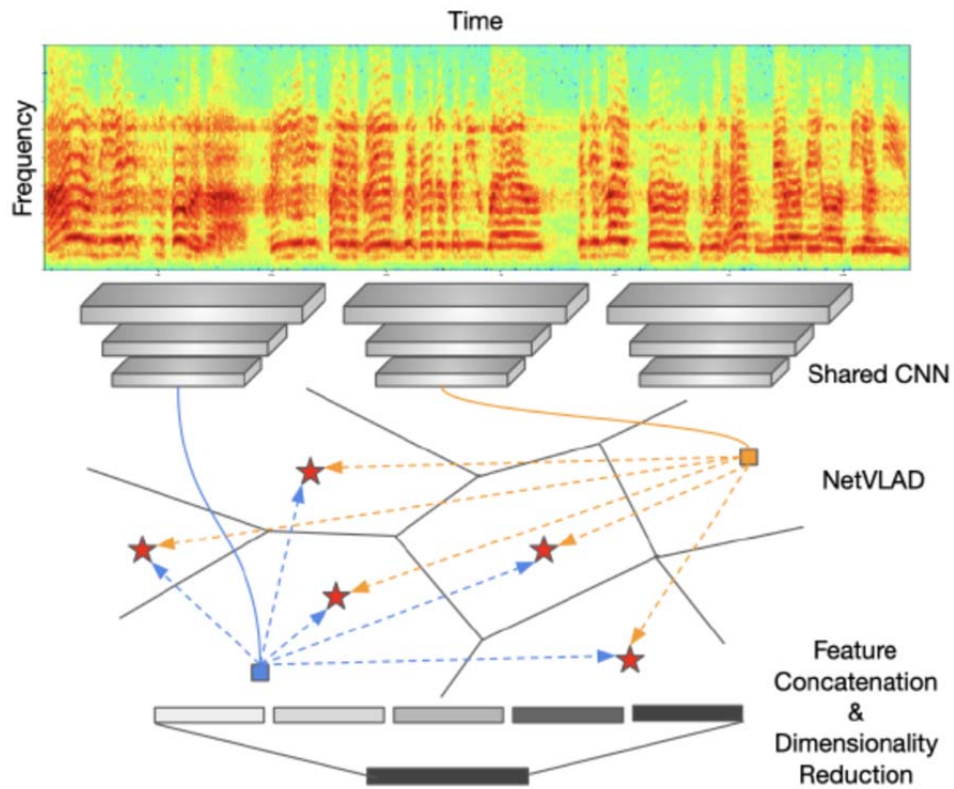 Time
Frequency
Shared CNN
NetVLAD
Feature
Concatenation
&
Dimensionality
Reduction